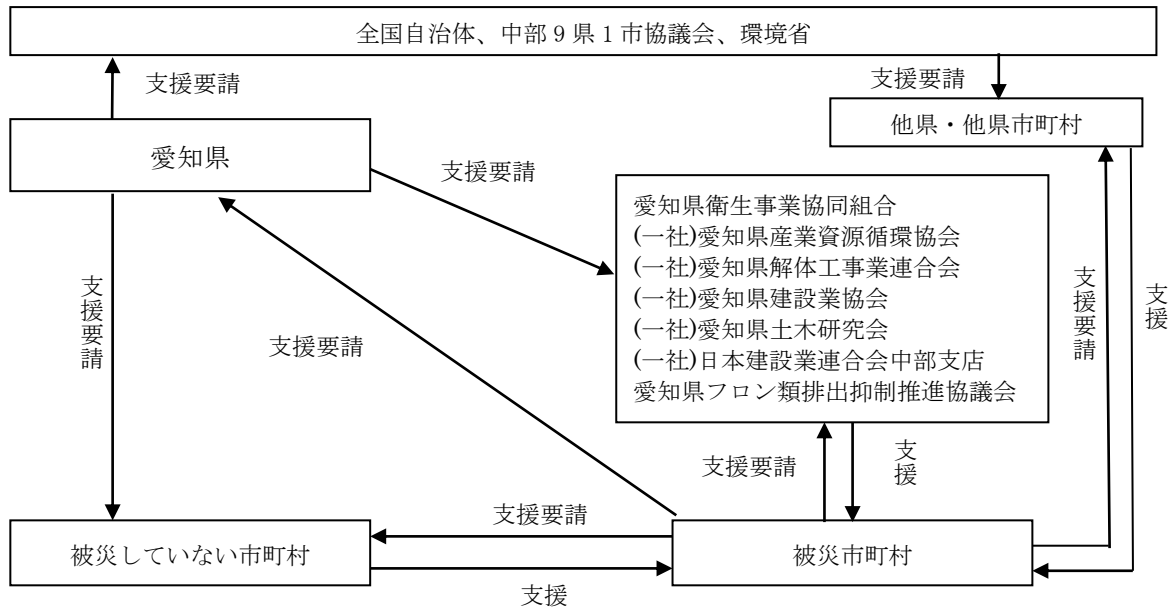 全国自治体、中部９県１市協議会、環境省
支援要請
支援要請
他県・他県市町村
愛知県
支援要請
愛知県衛生事業協同組合
(一社)愛知県産業資源循環協会
(一社)愛知県解体工事業連合会
(一社)愛知県建設業協会
(一社)愛知県土木研究会
(一社)日本建設業連合会中部支店
愛知県フロン類排出抑制推進協議会
支援要請
支援要請
支援要請
支援
支援要請
支援
支援要請
被災していない市町村
被災市町村
支援